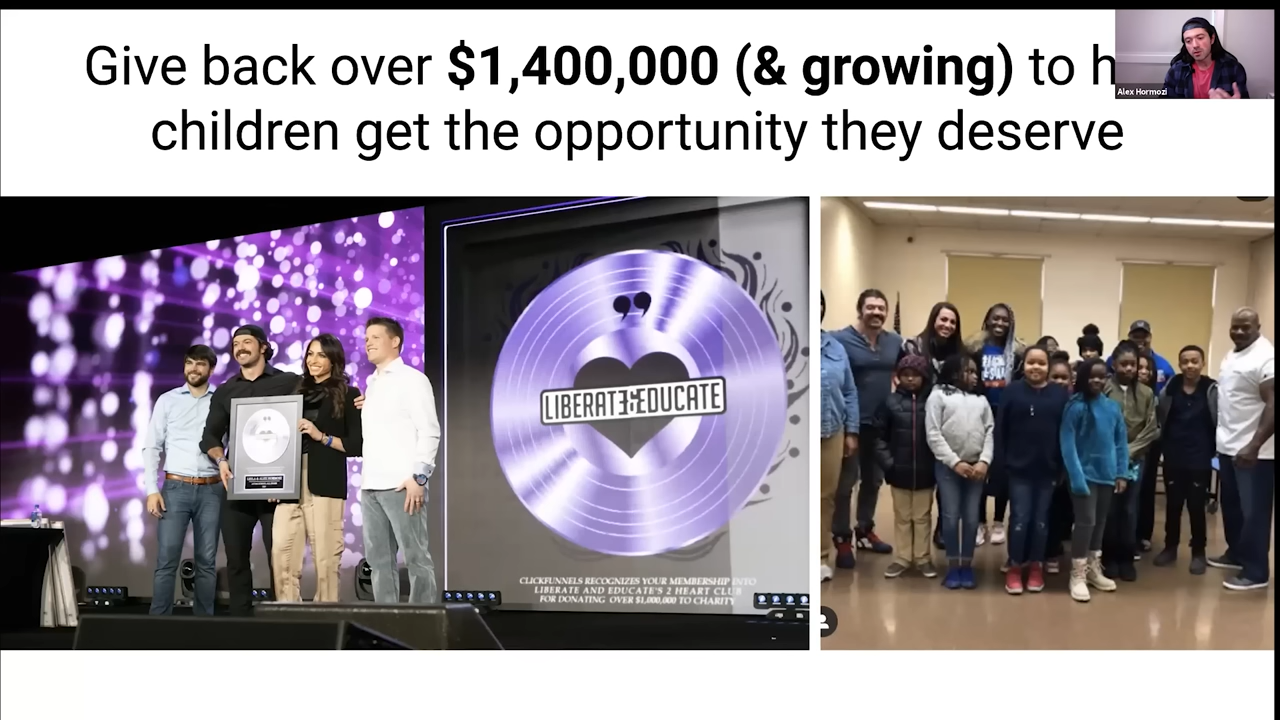 Give back over $1,400,000 (& growing) to h
children get the opportunity they deserve
Alex Hormozi
LIBERATE&EDUCATE
CLICKFUNNELS RECOGNIZES YOUR MEMBERSHIP INTO
LIBERATE AND EDUCATE'S 2 HEART CLUB
FOR DONATING OVER $1,000,000 TO CHARITY